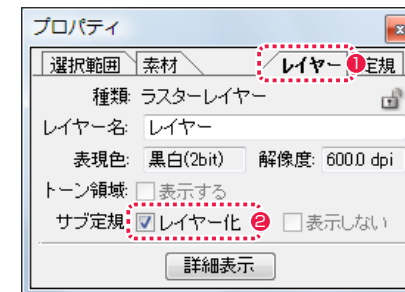 プロパティ
選択範囲 素材 レイヤー ❶ 定規
種類: ラスターレイヤー
レイヤー名: レイヤー
表現色: 黒白(2bit) 解像度: 600.0 dpi
トーン領域: 表示する
サブ定規: レイヤー化 ❷ 表示しない
詳細表示